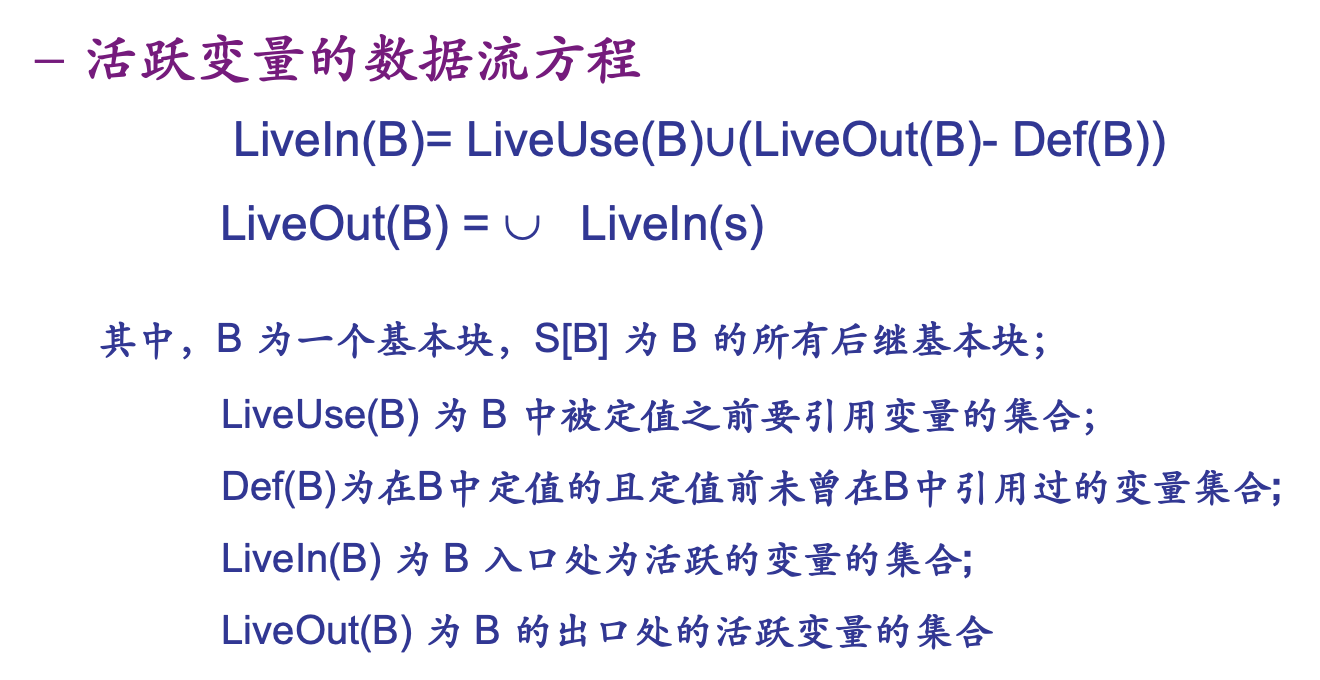 – 活跃变量的数据流方程
LiveIn(B)= LiveUse(B)∪(LiveOut(B)- Def(B))
LiveOut(B) = ∪ LiveIn(s)
其中，B 为一个基本块，S[B] 为 B 的所有后继基本块；
LiveUse(B) 为 B 中被定值之前要引用变量的集合；
Def(B)为在B中定值的且定值前未曾在B中引用过的变量集合;
LiveIn(B) 为 B 入口处为活跃的变量的集合;
LiveOut(B) 为 B 的出口处的活跃变量的集合